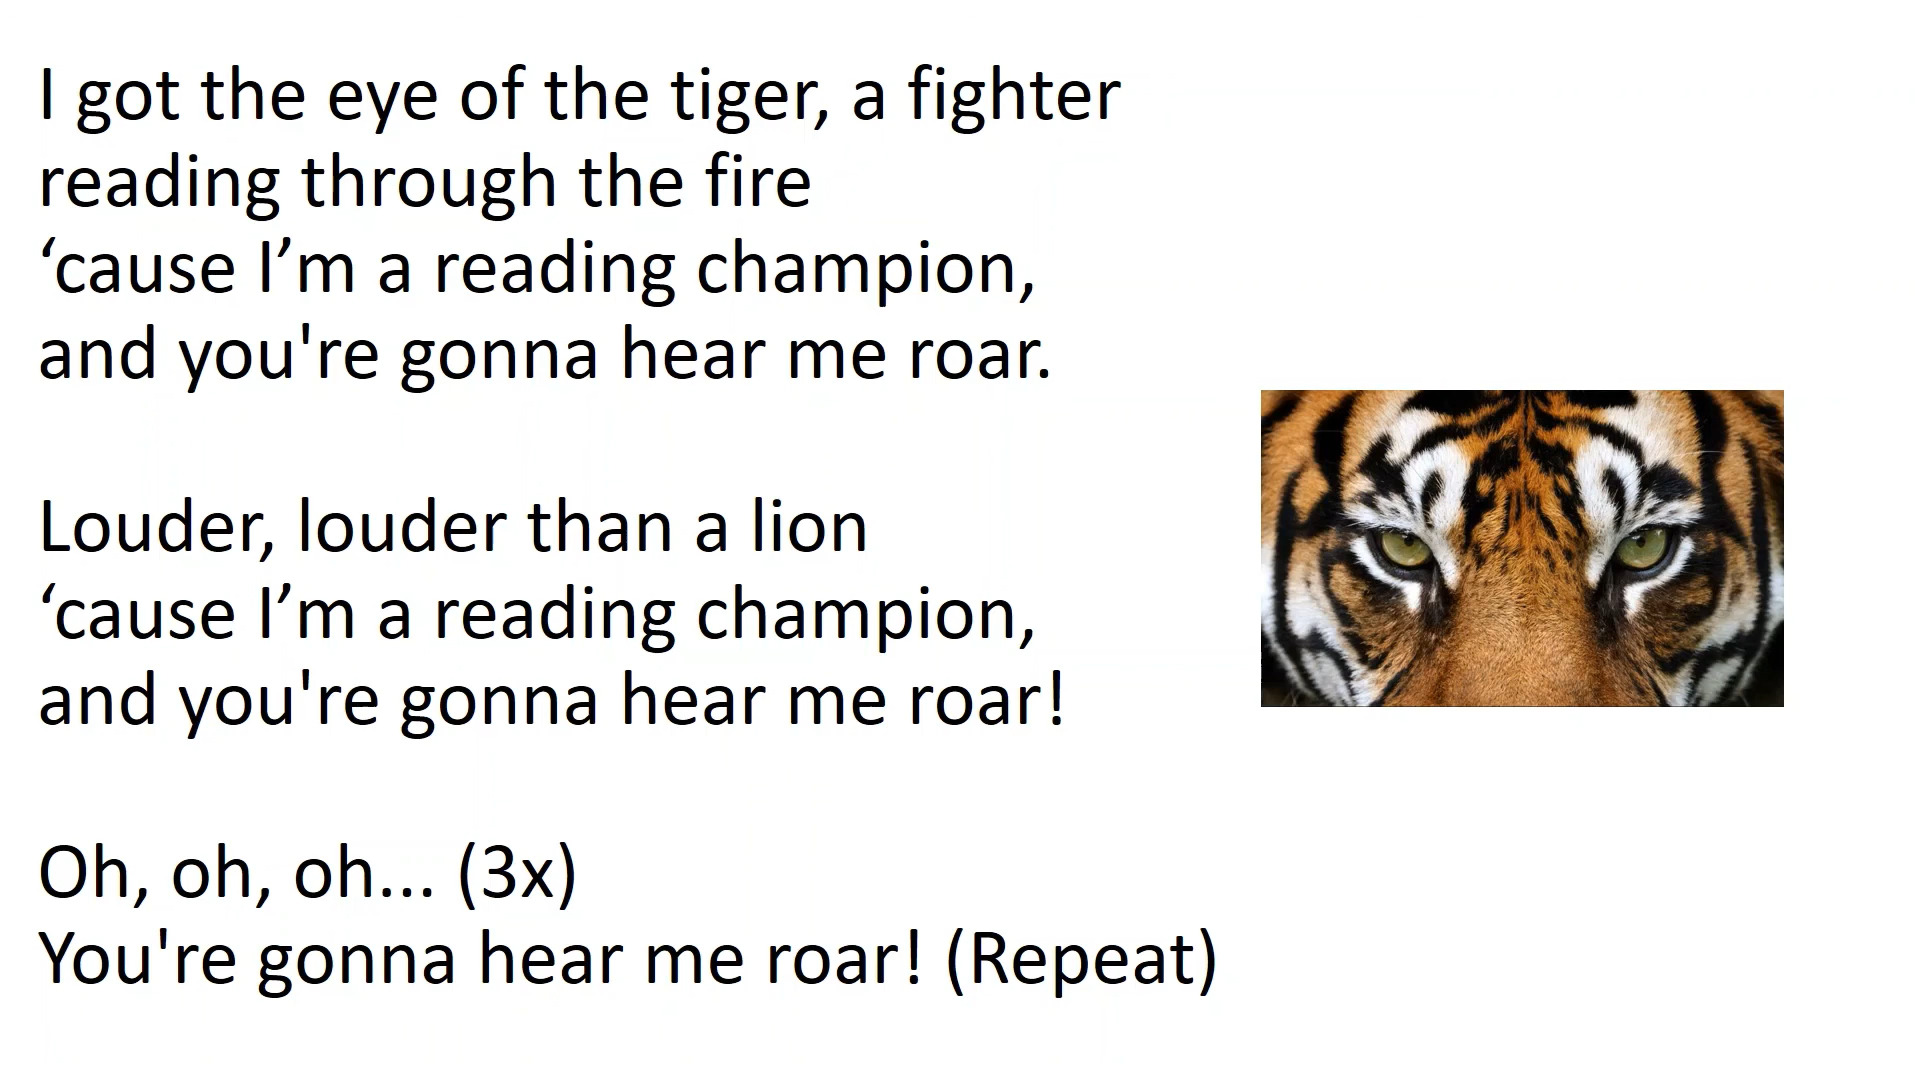 I got the eye of the tiger, a fighter
reading through the fire
‘cause I’m a reading champion,
and you're gonna hear me roar.
Louder, louder than a lion
‘cause I’m a reading champion,
and you're gonna hear me roar!
Oh, oh, oh... (3x)
You're gonna hear me roar! (Repeat)